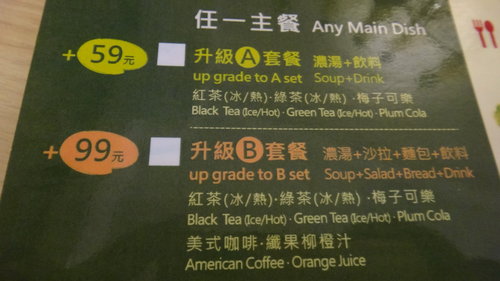 任一主餐 Any Main Dish
+59元 升級A套餐 濃湯+飲料
up grade to A set Soup+Drink
紅茶(冰/熱)·綠茶(冰/熱)·梅子可樂
Black Tea (Ice/Hot)·Green Tea (Ice/Hot)·Plum Cola
+99元 升級B套餐 濃湯+沙拉+麵包+飲料
up grade to B set Soup+Salad+Bread+Drink
紅茶(冰/熱)·綠茶(冰/熱)·梅子可樂
Black Tea (Ice/Hot)·Green Tea (Ice/Hot)·Plum Cola
美式咖啡·纖果柳橙汁
American Coffee·Orange Juice